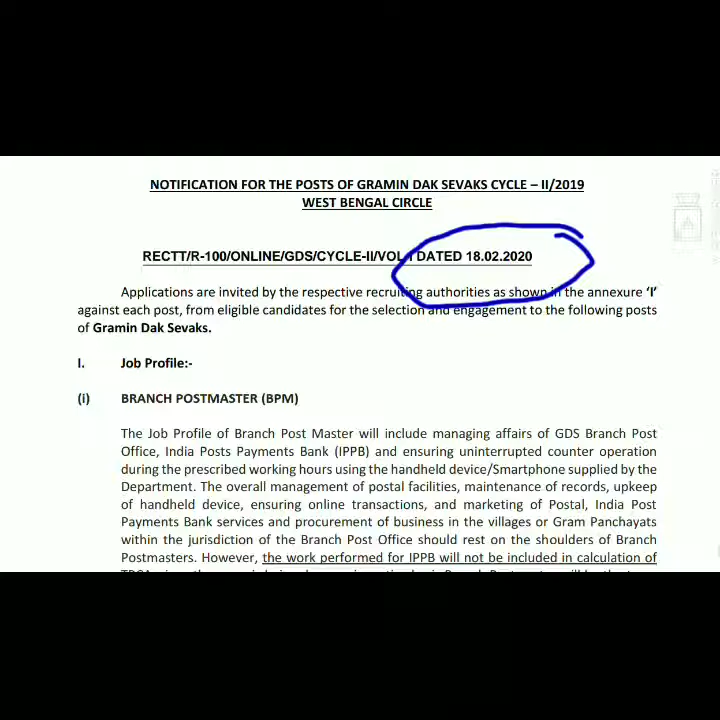 NOTIFICATION FOR THE POSTS OF GRAMIN DAK SEVAKS CYCLE – II/2019
WEST BENGAL CIRCLE
RECTT/R-100/ONLINE/GDS/CYCLE-II/VOL DATED 18.02.2020
Applications are invited by the respective recruiting authorities as shown in the annexure ‘I’
against each post, from eligible candidates for the selection and engagement to the following posts
of Gramin Dak Sevaks.
I. Job Profile:-
(i) BRANCH POSTMASTER (BPM)
The Job Profile of Branch Post Master will include managing affairs of GDS Branch Post
Office, India Posts Payments Bank (IPPB) and ensuring uninterrupted counter operation
during the prescribed working hours using the handheld device/Smartphone supplied by the
Department. The overall management of postal facilities, maintenance of records, upkeep
of handheld device, ensuring online transactions, and marketing of Postal, India Post
Payments Bank services and procurement of business in the villages or Gram Panchayats
within the jurisdiction of the Branch Post Office should rest on the shoulders of Branch
Postmasters. However, the work performed for IPPB will not be included in calculation of